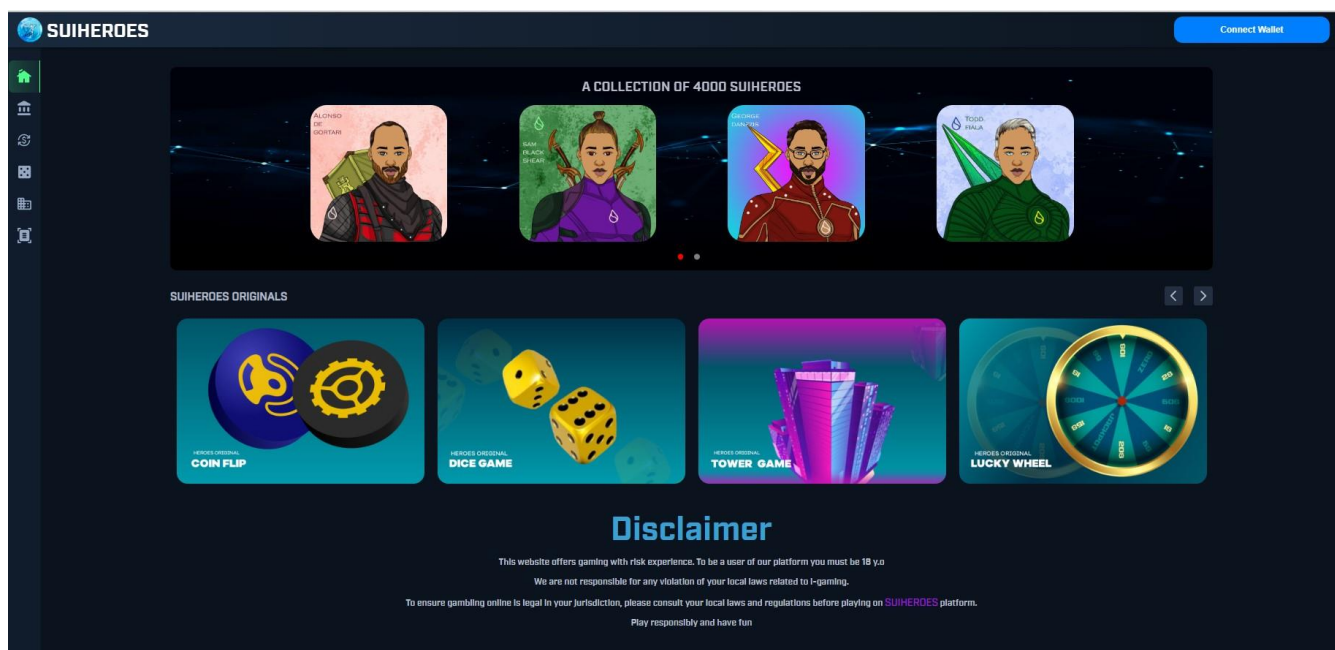 SUIHEROES
Connect Wallet
A COLLECTION OF 4000 SUIHEROES
ALONSO
DE
GORTARI
SAM
BLACK
SHEAR
GEORGE
DANEZIS
TODD
FIALA
SUIHEROES ORIGINALS
HEROES ORIGINAL
COIN FLIP
HEROES ORIGINAL
DICE GAME
HEROES ORIGINAL
TOWER GAME
HEROES ORIGINAL
LUCKY WHEEL
Disclaimer
This website offers gaming with risk experience. To be a user of our platform you must be 18 y.o
We are not responsible for any violation of your local laws related to i-gaming.
To ensure gambling online is legal in your jurisdiction, please consult your local laws and regulations before playing on SUIHEROES platform.
Play responsibly and have fun